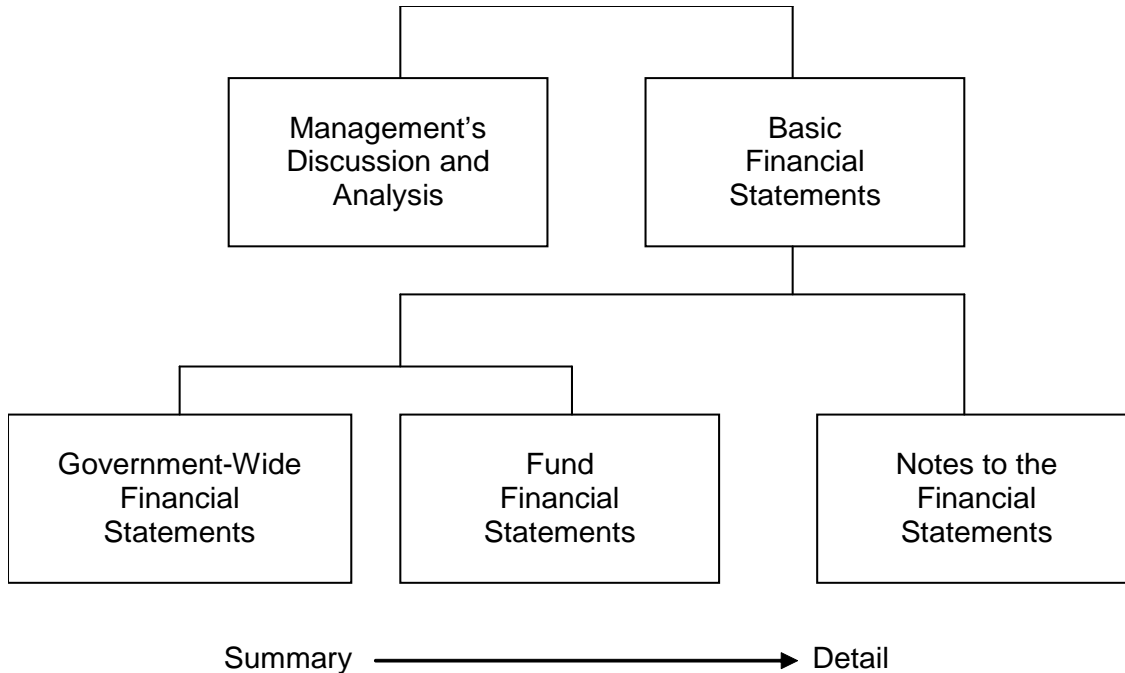 Management’s
Discussion and
Analysis
Basic
Financial
Statements
Government-Wide
Financial
Statements
Fund
Financial
Statements
Notes to the
Financial
Statements
Summary
Detail